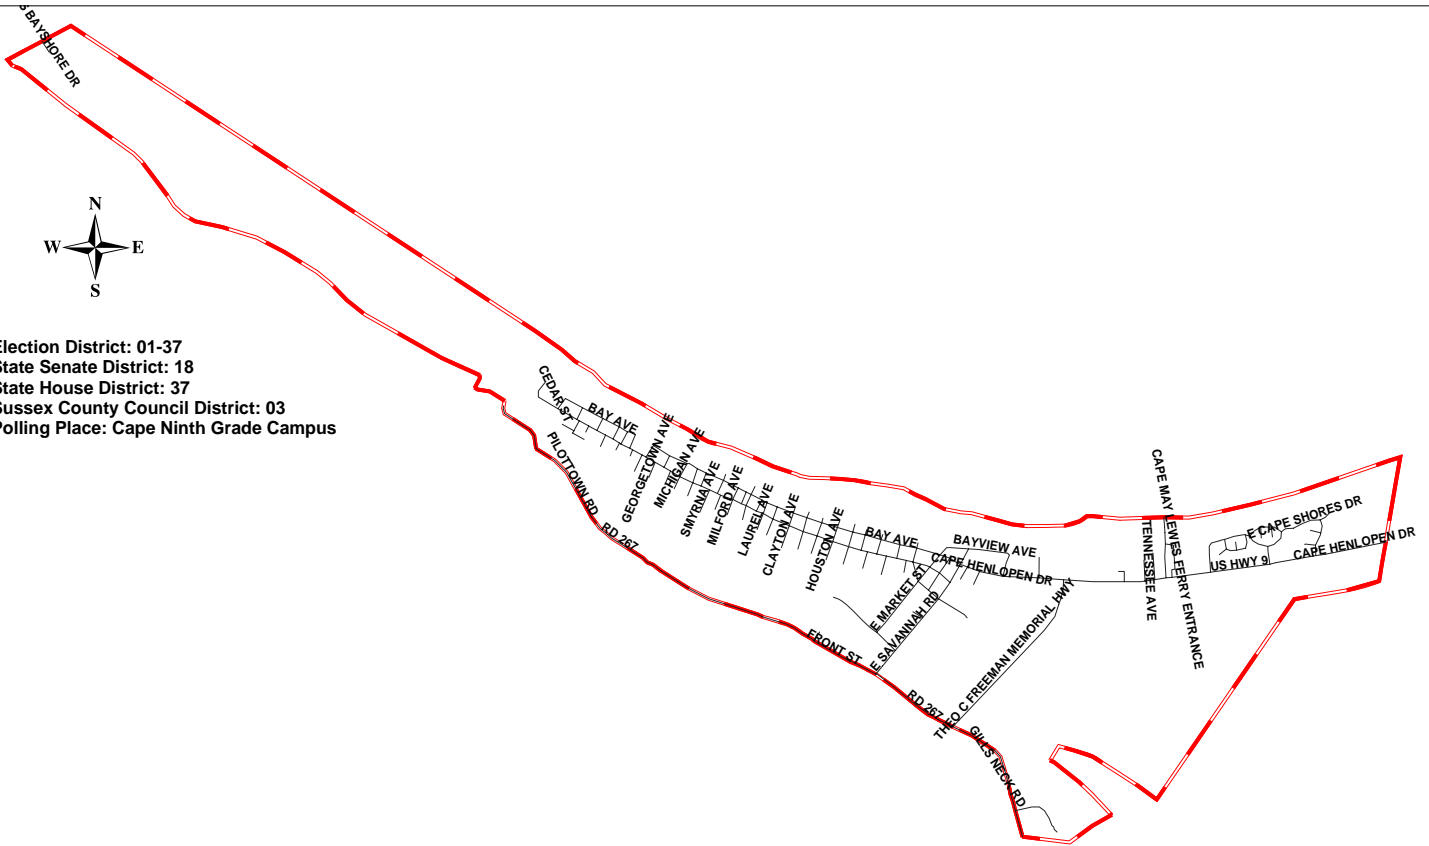 S BAYSHORE DR
N
W E
S
Election District: 01-37
State Senate District: 18
State House District: 37
Sussex County Council District: 03
Polling Place: Cape Ninth Grade Campus
CEDAR ST
BAY AVE
PILOTTOWN RD
GEORGETOWN AVE
MICHIGAN AVE
SMYRNA AVE
MILFORD AVE
LAUREL AVE
CLAYTON AVE
HOUSTON AVE
RD 267
BAY AVE
BAYVIEW AVE
CAPE HENLOPEN DR
E MARKET ST
E SAVANNAH RD
FRONT ST
RD 267
THEO C FREEMAN MEMORIAL HWY
GILLS NECK RD
CAPE MAY LEWES FERRY ENTRANCE
TENNESSEE AVE
E CAPE SHORES DR
US HWY 9
CAPE HENLOPEN DR